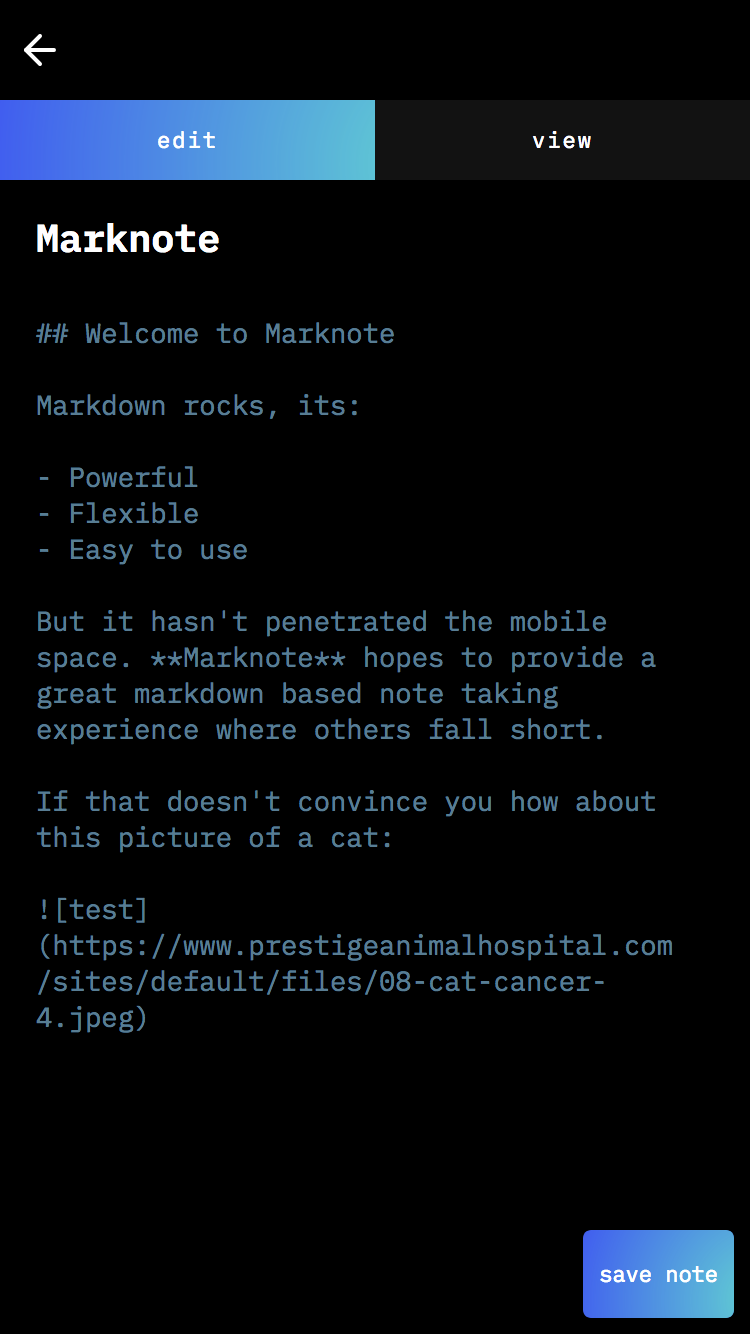 edit
view
Marknote
## Welcome to Marknote
Markdown rocks, its:
- Powerful
- Flexible
- Easy to use
But it hasn't penetrated the mobile
space. **Marknote** hopes to provide a
great markdown based note taking
experience where others fall short.
If that doesn't convince you how about
this picture of a cat:
![test]
(https://www.prestigeanimalhospital.com
/sites/default/files/08-cat-cancer-
4.jpeg)
save note